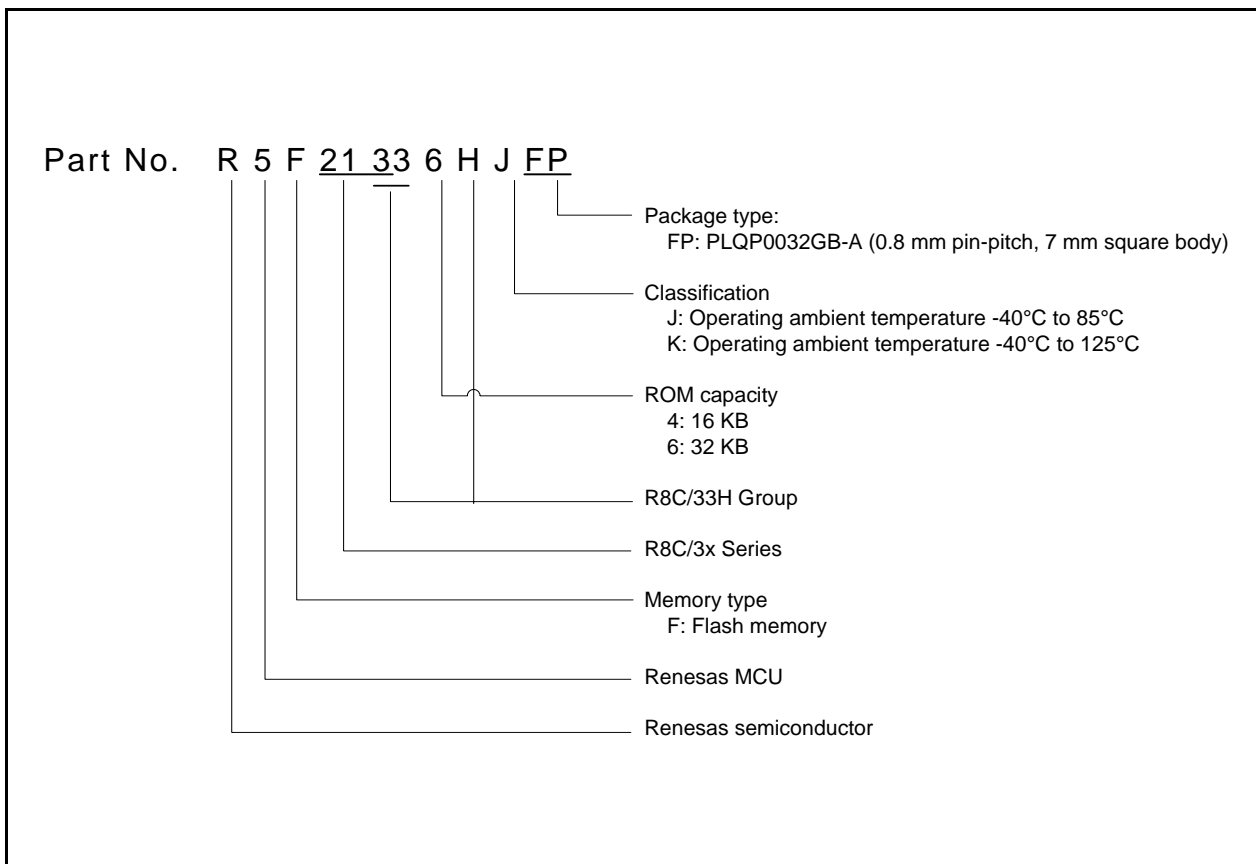 Part No. R 5 F 21 33 6 H J FP
Package type:
FP: PLQP0032GB-A (0.8 mm pin-pitch, 7 mm square body)
Classification
J: Operating ambient temperature -40°C to 85°C
K: Operating ambient temperature -40°C to 125°C
ROM capacity
4: 16 KB
6: 32 KB
R8C/33H Group
R8C/3x Series
Memory type
F: Flash memory
Renesas MCU
Renesas semiconductor